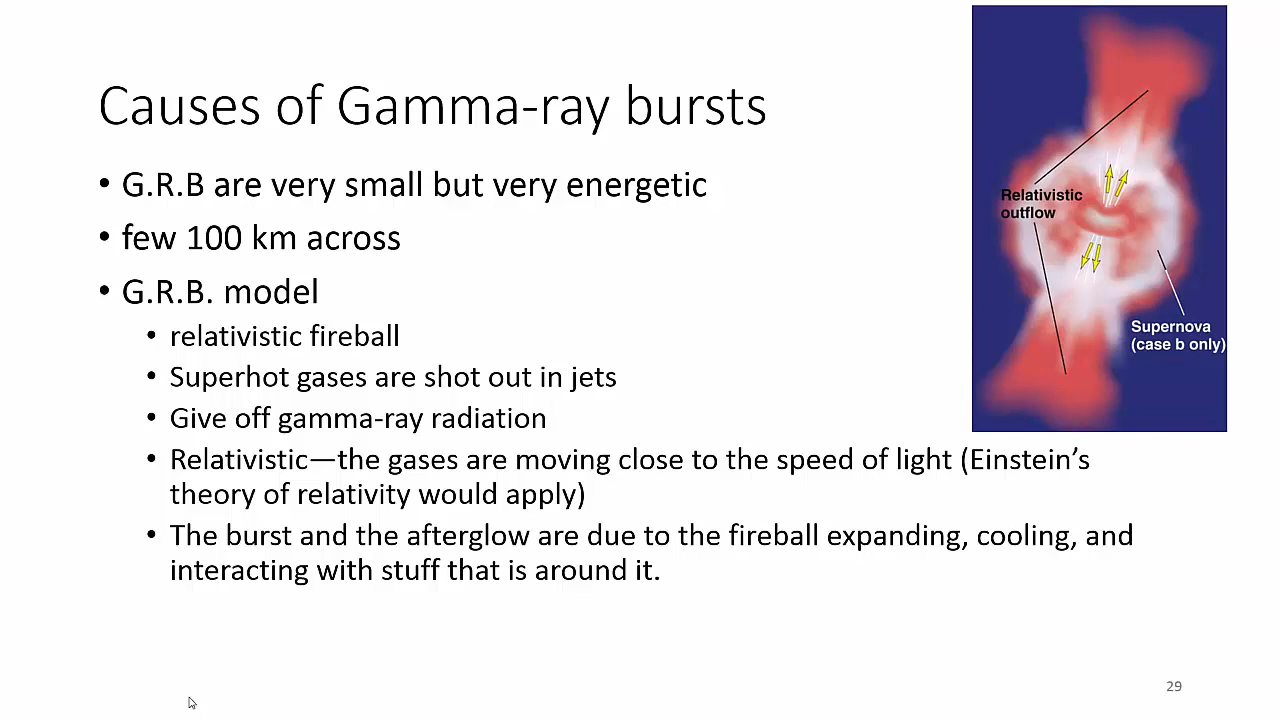 Causes of Gamma-ray bursts
• G.R.B are very small but very energetic
• few 100 km across
• G.R.B. model
• relativistic fireball
• Superhot gases are shot out in jets
• Give off gamma-ray radiation
• Relativistic—the gases are moving close to the speed of light (Einstein’s
theory of relativity would apply)
• The burst and the afterglow are due to the fireball expanding, cooling, and
interacting with stuff that is around it.
Relativistic
outflow
Supernova
(case b only)
29